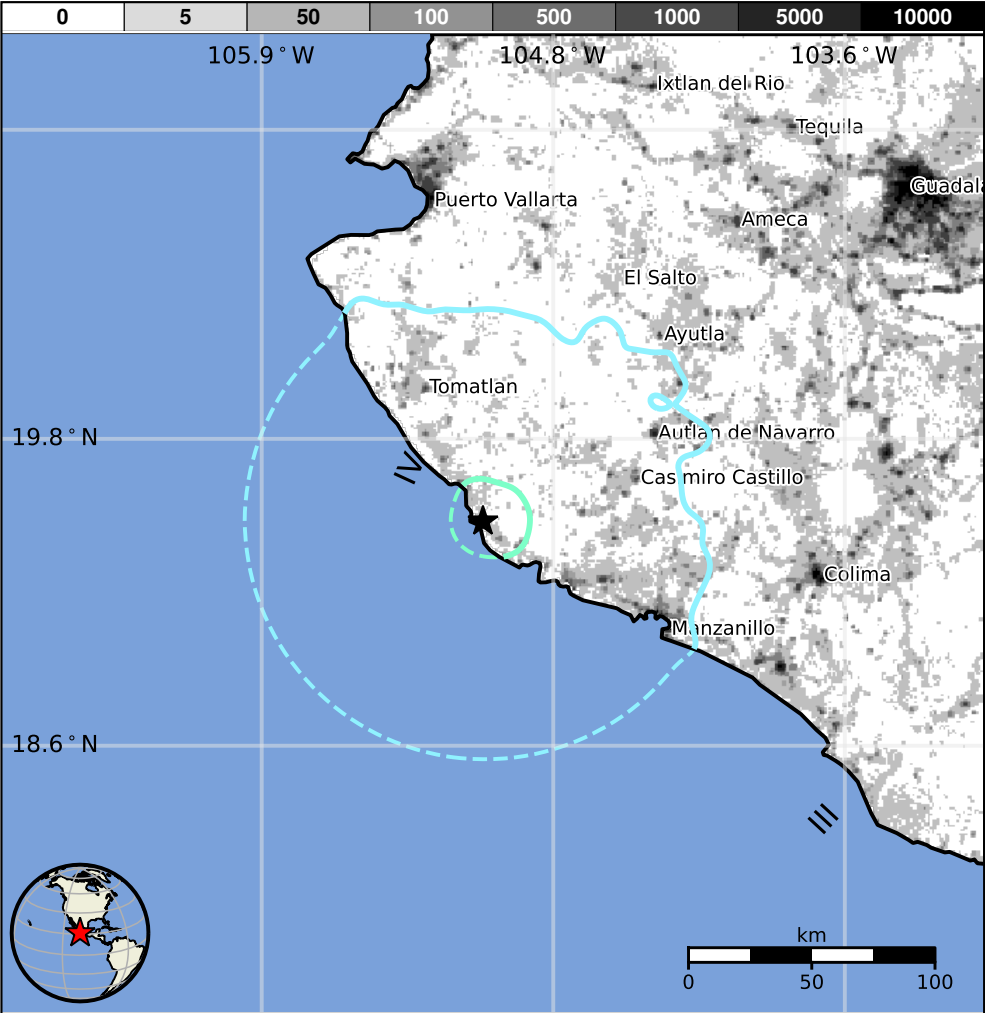 0 5 50 100 500 1000 5000 10000
105.9°W 104.8°W 103.6°W
Ixtlan del Rio
Tequila
Guadala
Puerto Vallarta
Ameca
El Salto
Ayutla
Tomatlan
19.8°N
Autlan de Navarro
IV
Casimiro Castillo
Colima
Manzanillo
18.6°N
III
km
0 50 100